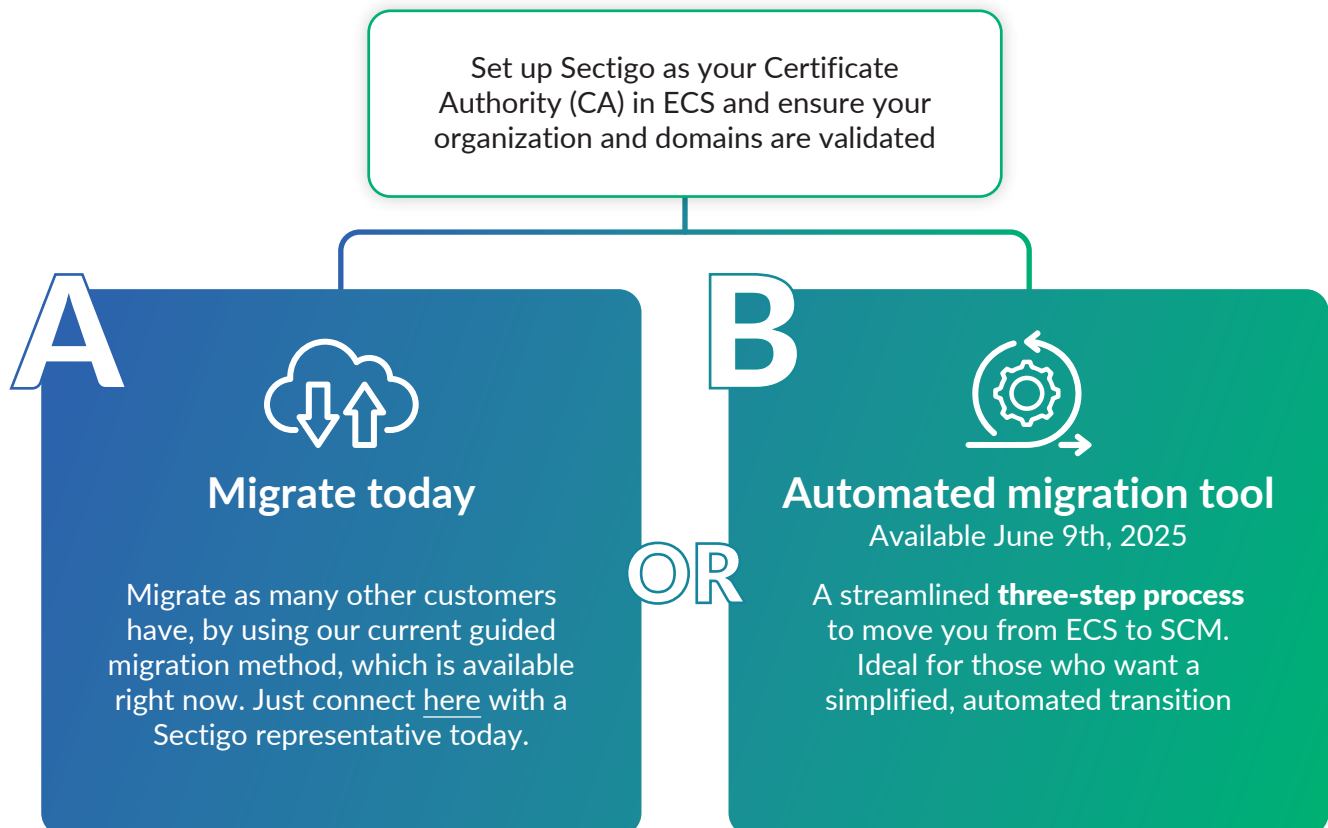 Set up Sectigo as your Certificate
Authority (CA) in ECS and ensure your
organization and domains are validated
A
Migrate today
Migrate as many other customers
have, by using our current guided
migration method, which is available
right now. Just connect here with a
Sectigo representative today.
OR
B
Automated migration tool
Available June 9th, 2025
A streamlined three-step process
to move you from ECS to SCM.
Ideal for those who want a
simplified, automated transition